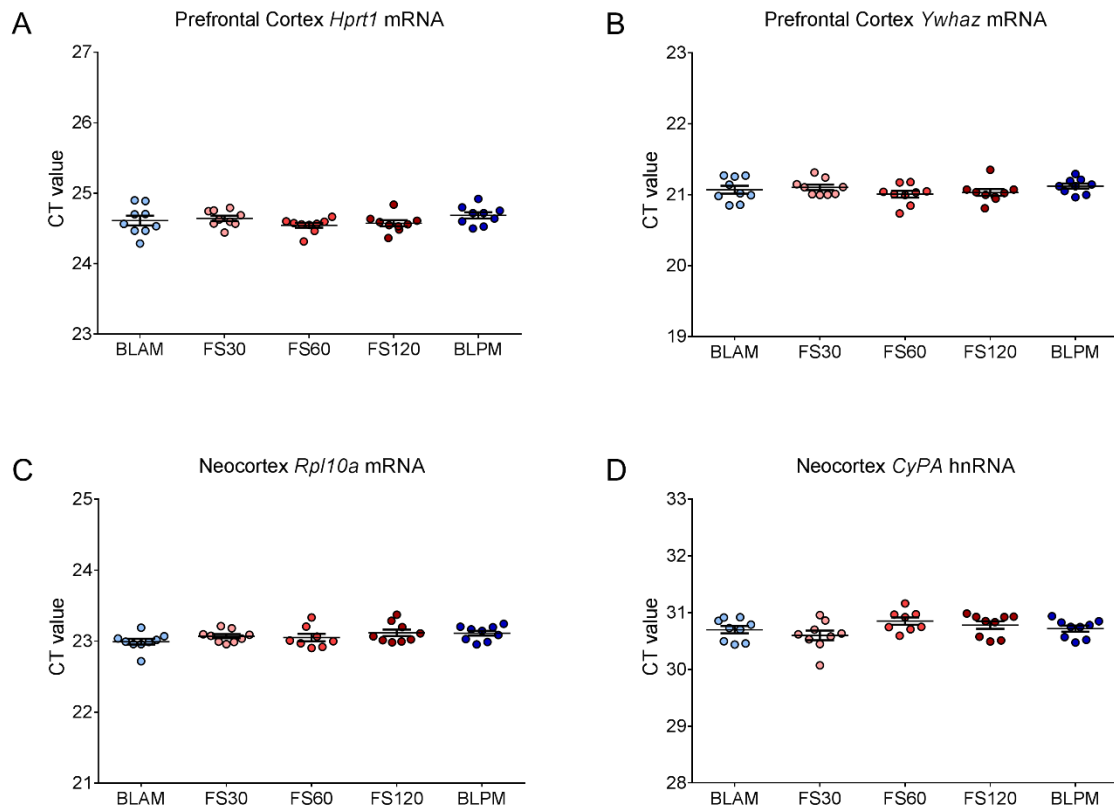 A
Prefrontal Cortex Hprt1 mRNA
CT value
27
26
25
24
23
BLAM FS30 FS60 FS120 BLPM
B
Prefrontal Cortex Ywhaz mRNA
CT value
23
22
21
20
19
BLAM FS30 FS60 FS120 BLPM
C
Neocortex Rpl10a mRNA
CT value
25
24
23
22
21
BLAM FS30 FS60 FS120 BLPM
D
Neocortex CyPA hnRNA
CT value
33
32
31
30
29
28
BLAM FS30 FS60 FS120 BLPM